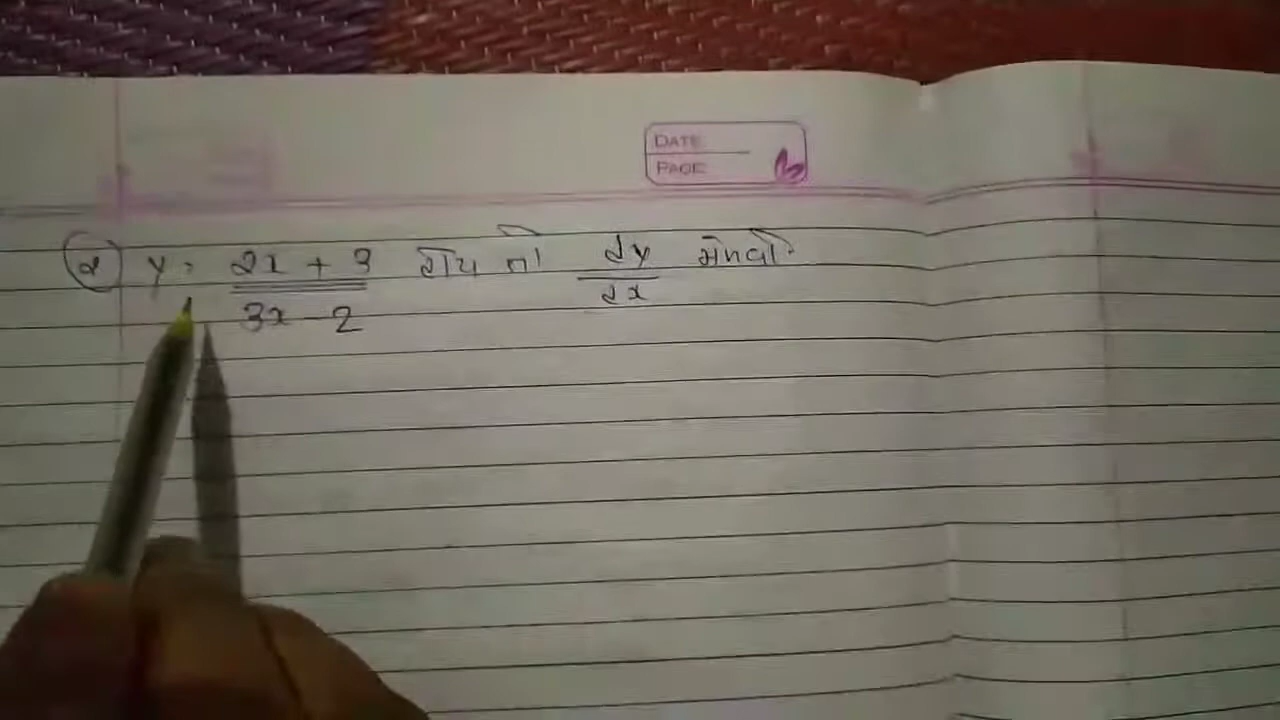 DATE
PAGE
(2) y = 2x + 3 / 3x - 2 હોય તો dy / dx મેળવો.